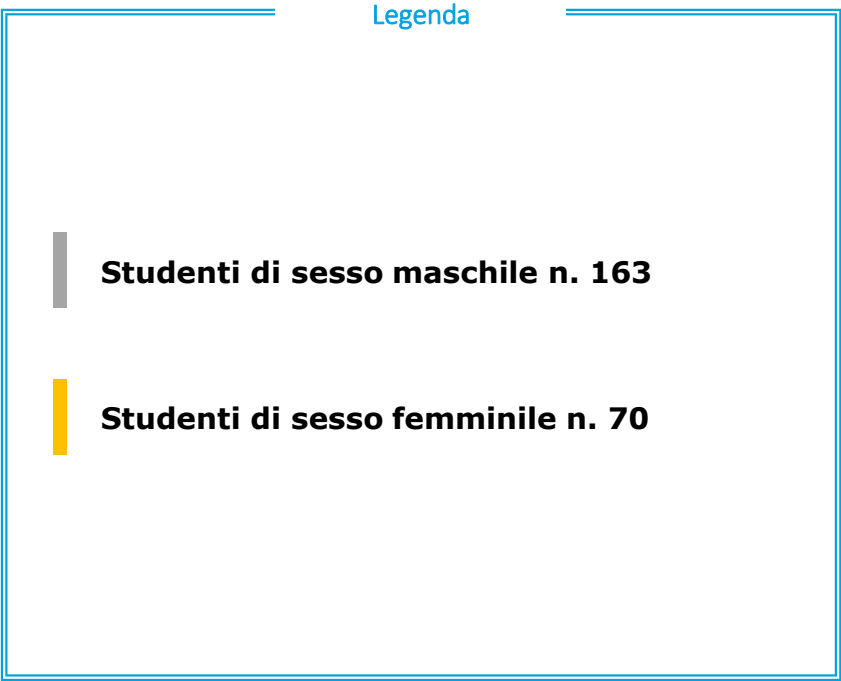 Legenda
Studenti di sesso maschile n. 163
Studenti di sesso femminile n. 70